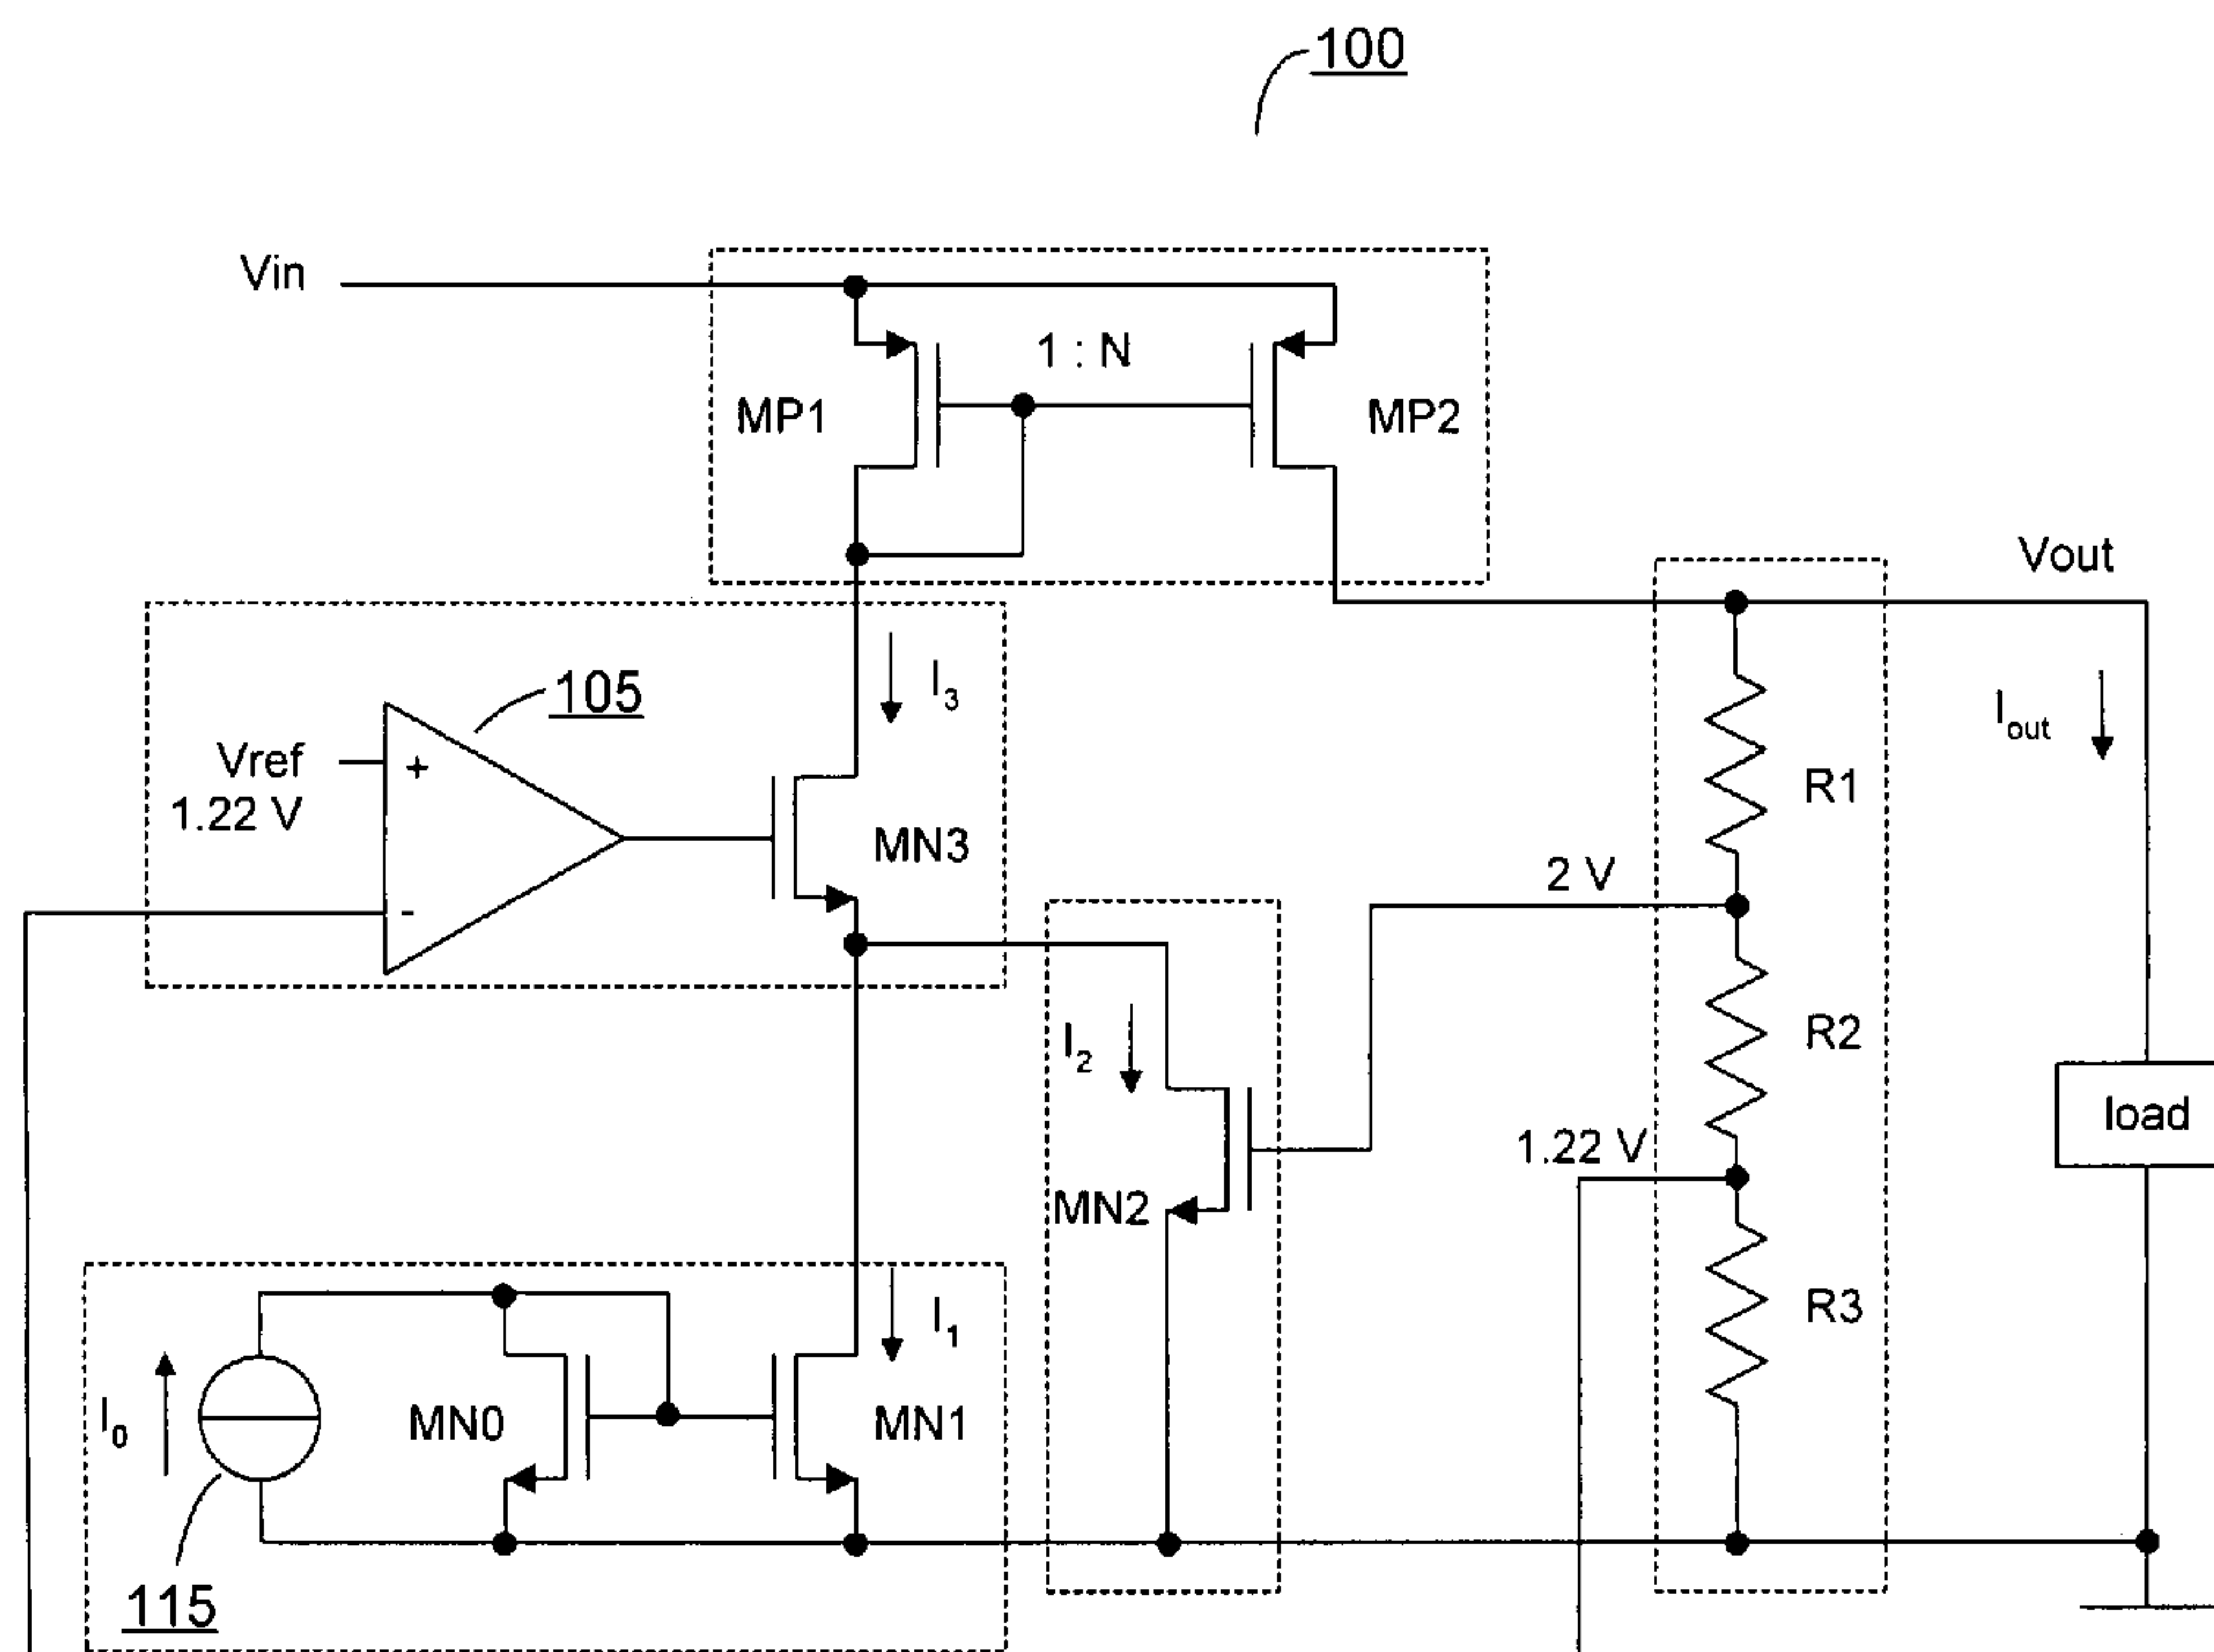 100
Vin
1 : N
MP1
MP2
Vout
I3
105
Iout
Vref
+
1.22 V
R1
MN3
2 V
-
I2
R2
load
1.22 V
MN2
R3
I1
I0
MN0
MN1
115